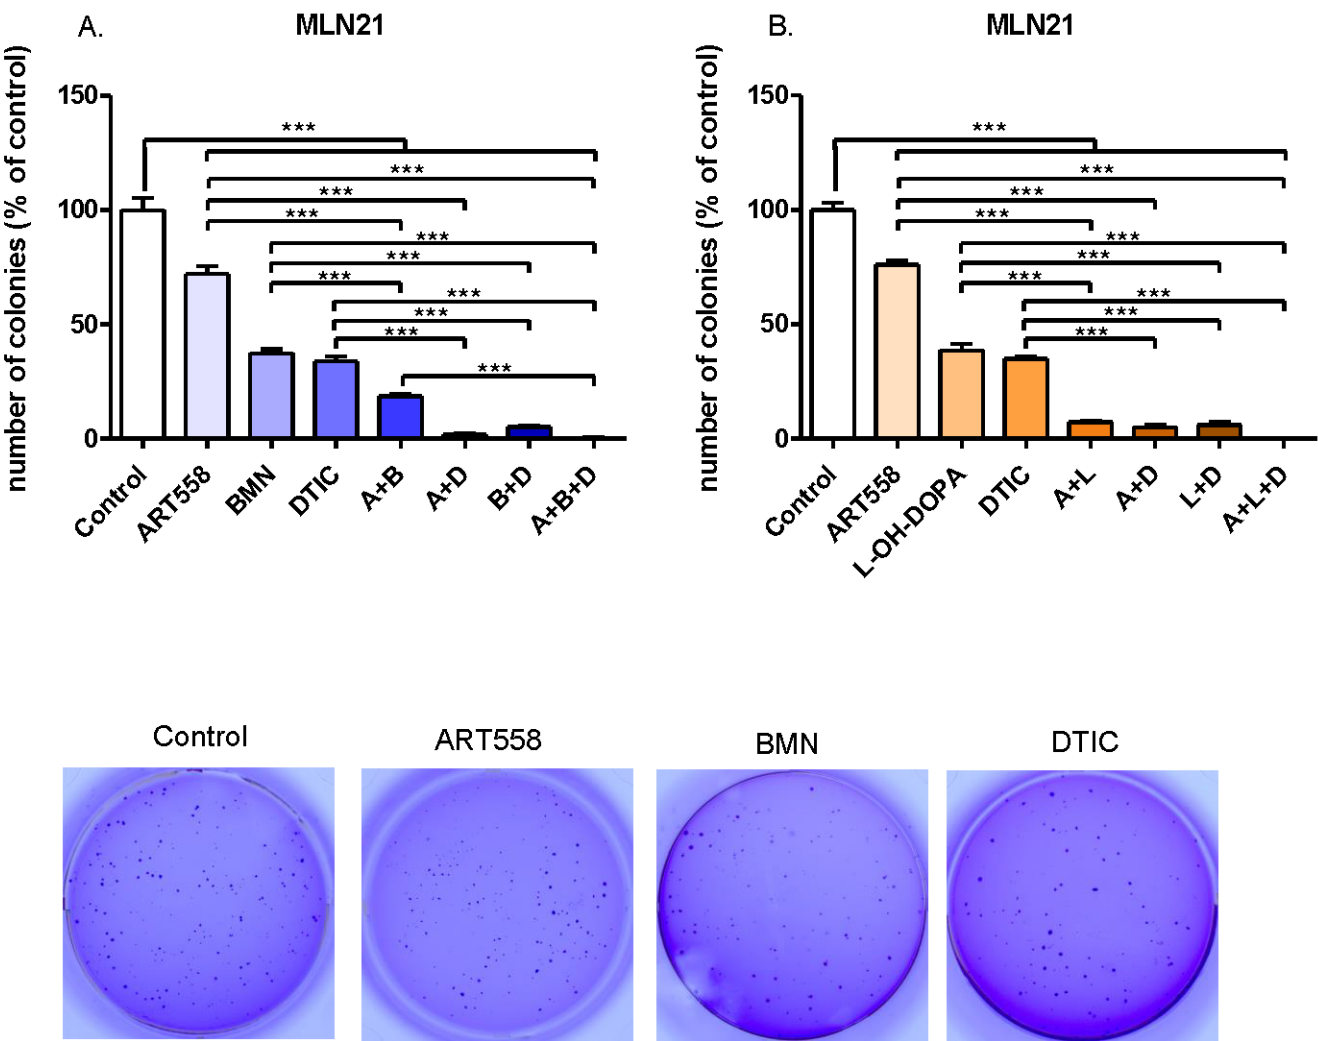 A.
MLN21
number of colonies (% of control)
150
100
50
0
***
***
***
***
***
***
***
***
***
***
***
Control
ART558
BMN
DTIC
A+B
A+D
B+D
A+B+D
B.
MLN21
number of colonies (% of control)
150
100
50
0
***
***
***
***
***
***
***
***
***
***
Control
ART558
L-OH-DOPA
DTIC
A+L
A+D
L+D
A+L+D
Control
ART558
BMN
DTIC